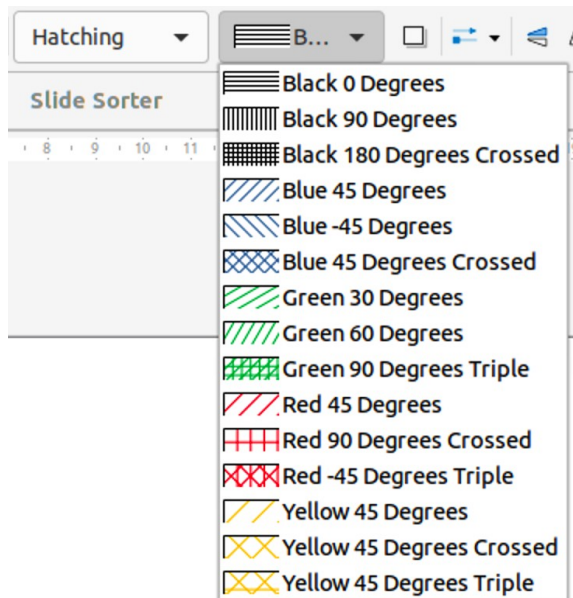 Hatching
B...
Slide Sorter
8 9 10 11
Black 0 Degrees
Black 90 Degrees
Black 180 Degrees Crossed
Blue 45 Degrees
Blue -45 Degrees
Blue 45 Degrees Crossed
Green 30 Degrees
Green 60 Degrees
Green 90 Degrees Triple
Red 45 Degrees
Red 90 Degrees Crossed
Red -45 Degrees Triple
Yellow 45 Degrees
Yellow 45 Degrees Crossed
Yellow 45 Degrees Triple